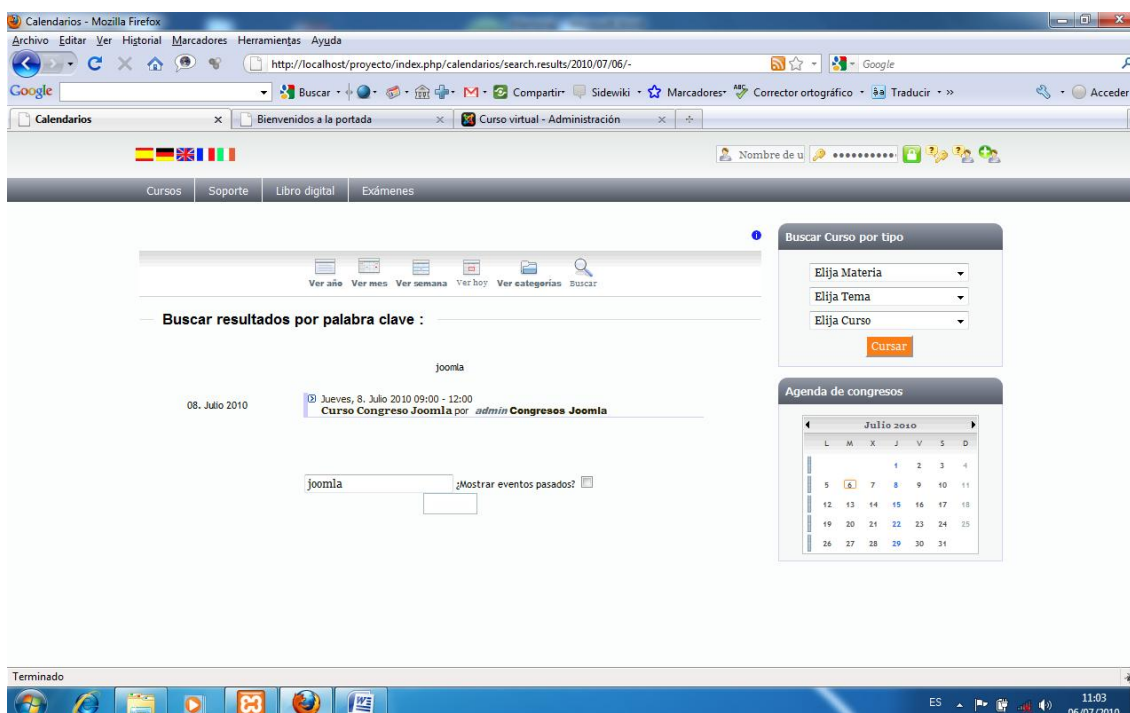 Calendarios - Mozilla Firefox
Archivo Editar Ver Historial Marcadores Herramientas Ayuda
http://localhost/proyecto/index.php/calendarios/search.results/2010/07/06/-
Google
Google
Buscar
Compartir
Sidewiki
Marcadores
Corrector ortográfico
Traducir
»
Acceder
Calendarios
Bienvenidos a la portada
Curso virtual - Administración
Nombre de u
Cursos
Soporte
Libro digital
Exámenes
Ver año
Ver mes
Ver semana
Ver hoy
Ver categorías
Buscar
Buscar resultados por palabra clave :
joomla
08. Julio 2010
Jueves, 8. Julio 2010 09:00 - 12:00
Curso Congreso Joomla por admin Congresos Joomla
joomla
¿Mostrar eventos pasados?
Buscar Curso por tipo
Elija Materia
Elija Tema
Elija Curso
Cursar
Agenda de congresos
Julio 2010
L M X J V S D
1 2 3 4
5 6 7 8 9 10 11
12 13 14 15 16 17 18
19 20 21 22 23 24 25
26 27 28 29 30 31
Terminado
ES
11:03
06/07/2010